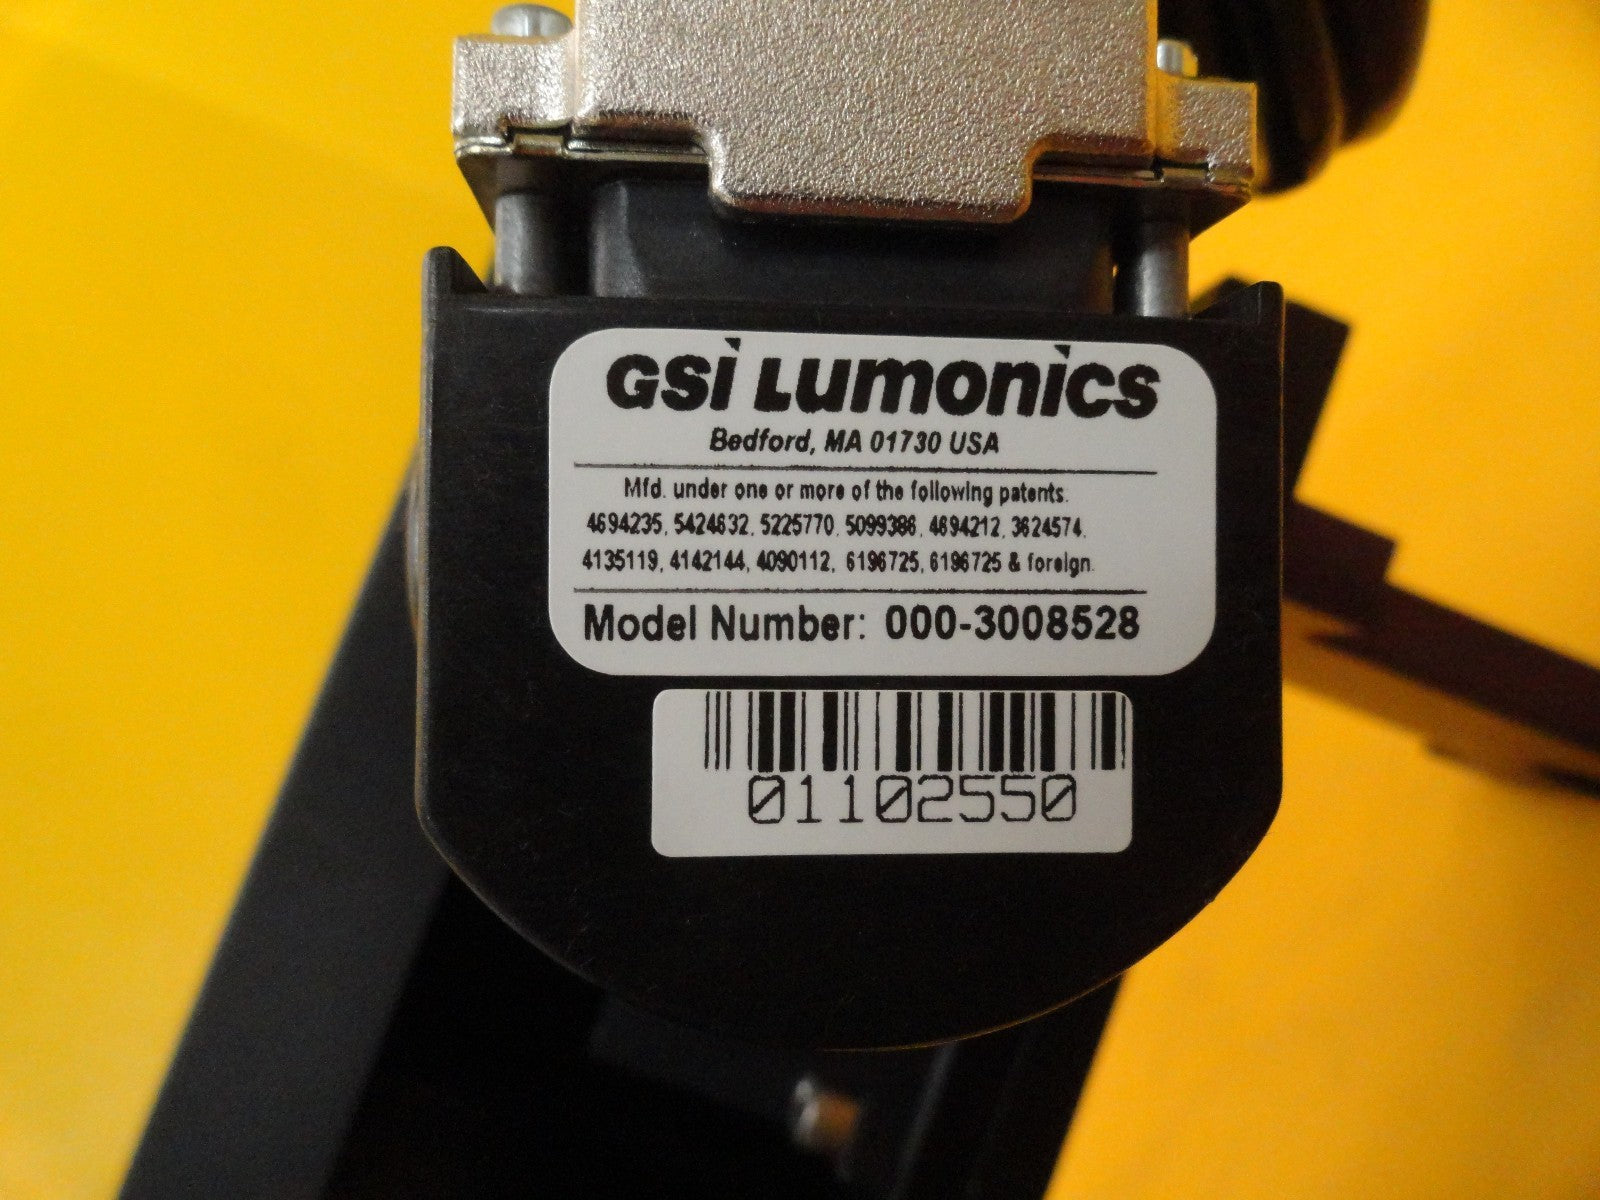 GSi LUMONiCS
Bedford, MA 01730 USA
Mfd. under one or more of the following patents:
4694235, 5424632, 5225770, 5099386, 4694212, 3624574,
4135119, 4142144, 4090112, 6196725, 6196725 & foreign.
Model Number: 000-3008528
01102550